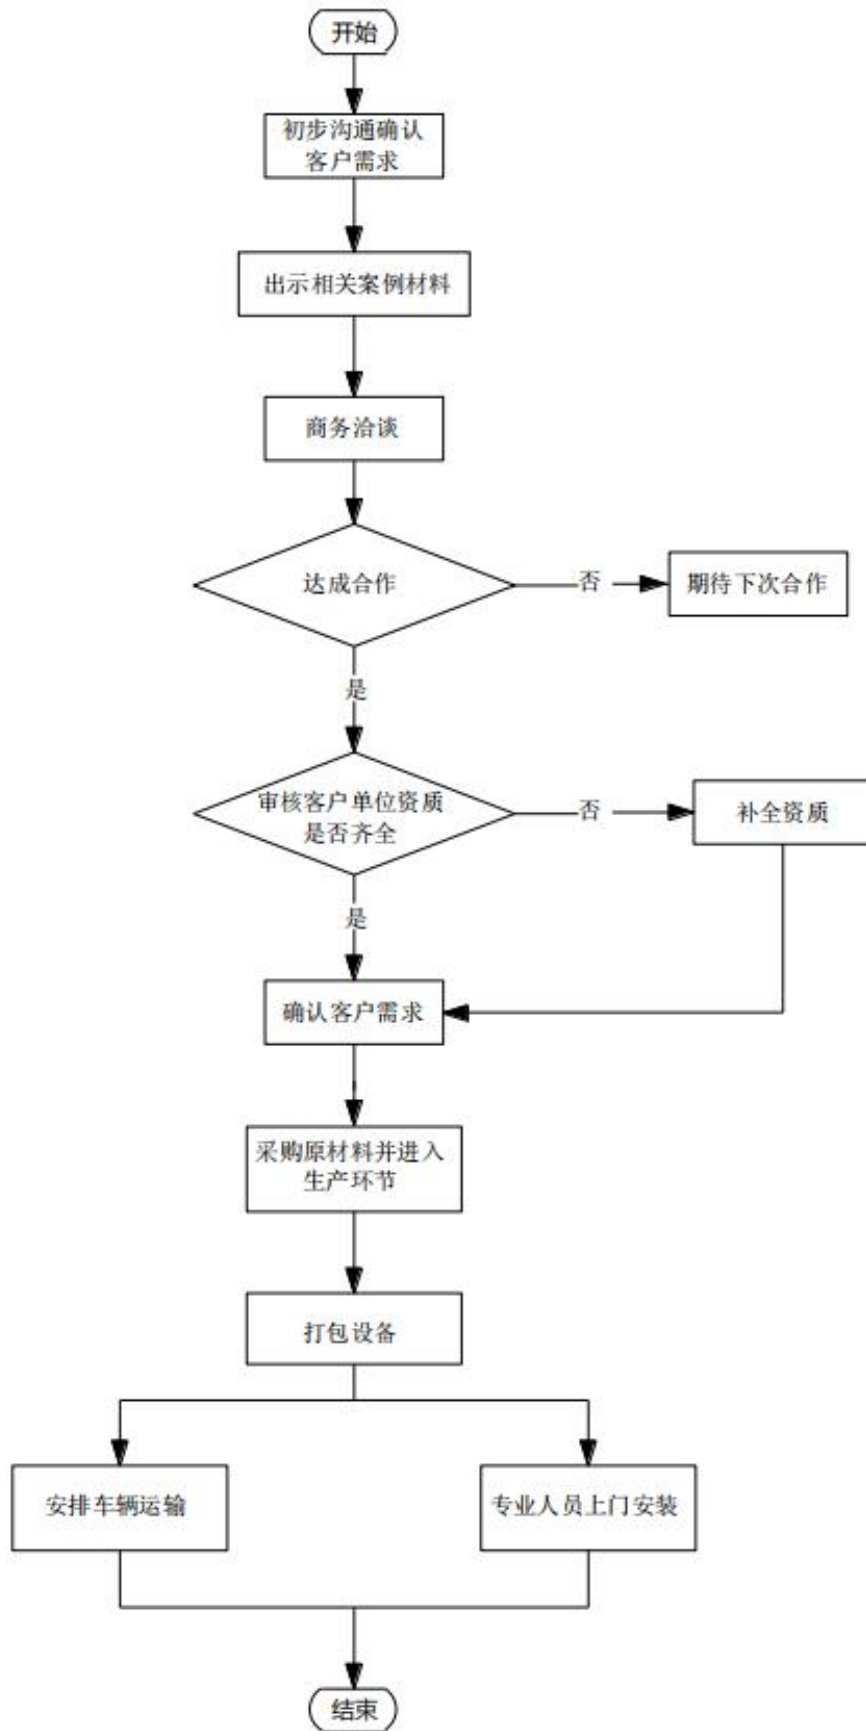 开始
初步沟通确认
客户需求
出示相关案例材料
商务洽谈
达成合作
否
期待下次合作
是
审核客户单位资质
是否齐全
否
补全资质
是
确认客户需求
采购原材料并进入
生产环节
打包设备
安排车辆运输
专业人员上门安装
结束